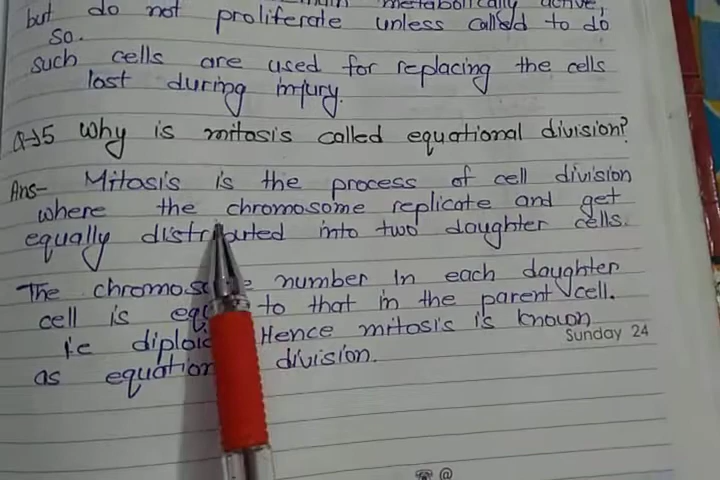 metabolically active,
but do not proliferate unless called to do
so.
such cells are used for replacing the cells
lost during injury.
Q→5 Why is mitosis called equational division?
Ans- Mitosis is the process of cell division
where the chromosome replicate and get
equally distributed into two daughter cells.
The chromosome number in each daughter
cell is to that in the parent cell.
i.e diploid Hence mitosis is known
Sunday 24
as equation division.
@